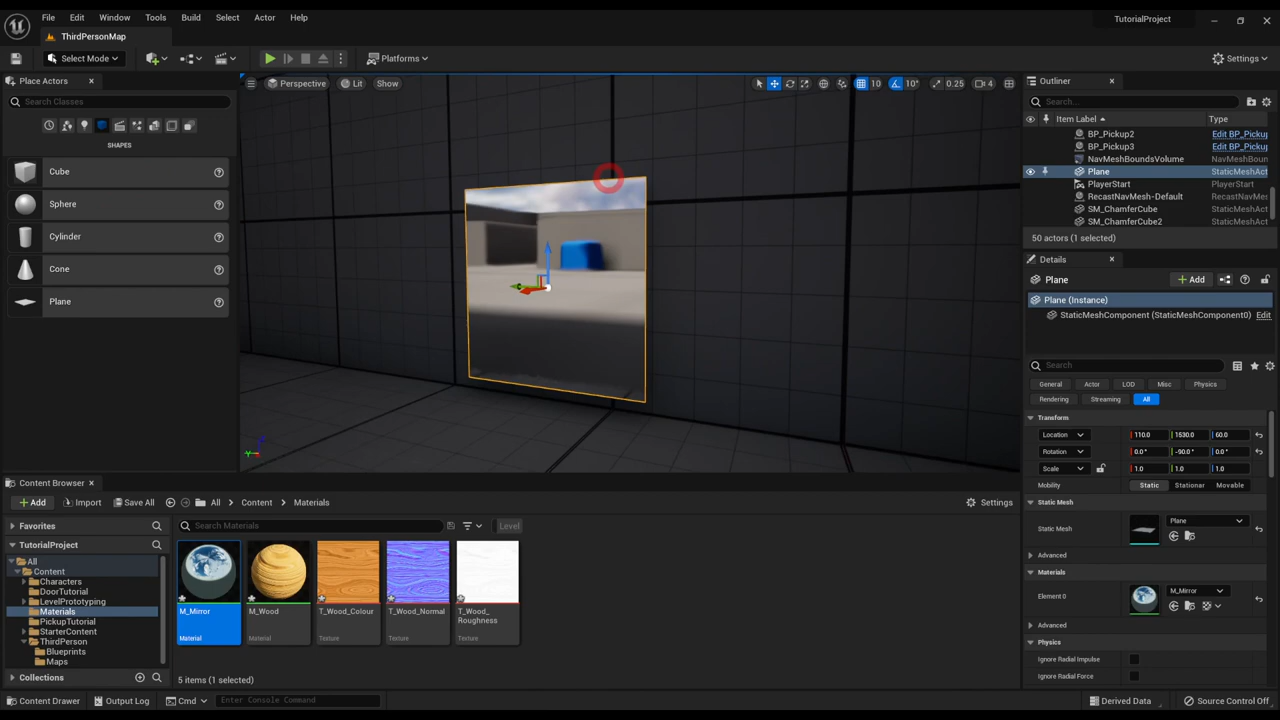 File Edit Window Tools Build Select Actor Help
TutorialProject
ThirdPersonMap
Select Mode
Platforms
Settings
Place Actors
Search Classes
SHAPES
Cube
Sphere
Cylinder
Cone
Plane
Perspective Lit Show
10 10° 0.25 4
Outliner
Search...
Item Label Type
BP_Pickup2 Edit BP_Pickup
BP_Pickup3 Edit BP_Pickup
NavMeshBoundsVolume NavMeshBoun
Plane StaticMeshAct
PlayerStart PlayerStart
RecastNavMesh-Default RecastNavMes
SM_ChamferCube StaticMeshAct
SM_ChamferCube2 StaticMeshAct
50 actors (1 selected)
Details
Plane
Add
Plane (Instance)
StaticMeshComponent (StaticMeshComponent0) Edit
Search
General Actor LOD Misc Physics
Rendering Streaming All
Transform
Location 110.0 1530.0 60.0
Rotation 0.0° -90.0° 0.0°
Scale 1.0 1.0 1.0
Mobility Static Stationar Movable
Static Mesh
Static Mesh Plane
Advanced
Materials
Element 0 M_Mirror
Advanced
Physics
Ignore Radial Impulse
Ignore Radial Force
Content Browser
Add Import Save All All Content Materials
Settings
Favorites
TutorialProject
All
Content
Characters
DoorTutorial
LevelPrototyping
Materials
PickupTutorial
StarterContent
ThirdPerson
Blueprints
Maps
Collections
Search Materials
Level
M_Mirror
Material
M_Wood
Material
T_Wood_Colour
Texture
T_Wood_Normal
Texture
T_Wood_
Roughness
Texture
5 items (1 selected)
Content Drawer Output Log Cmd Enter Console Command
Derived Data Source Control Off